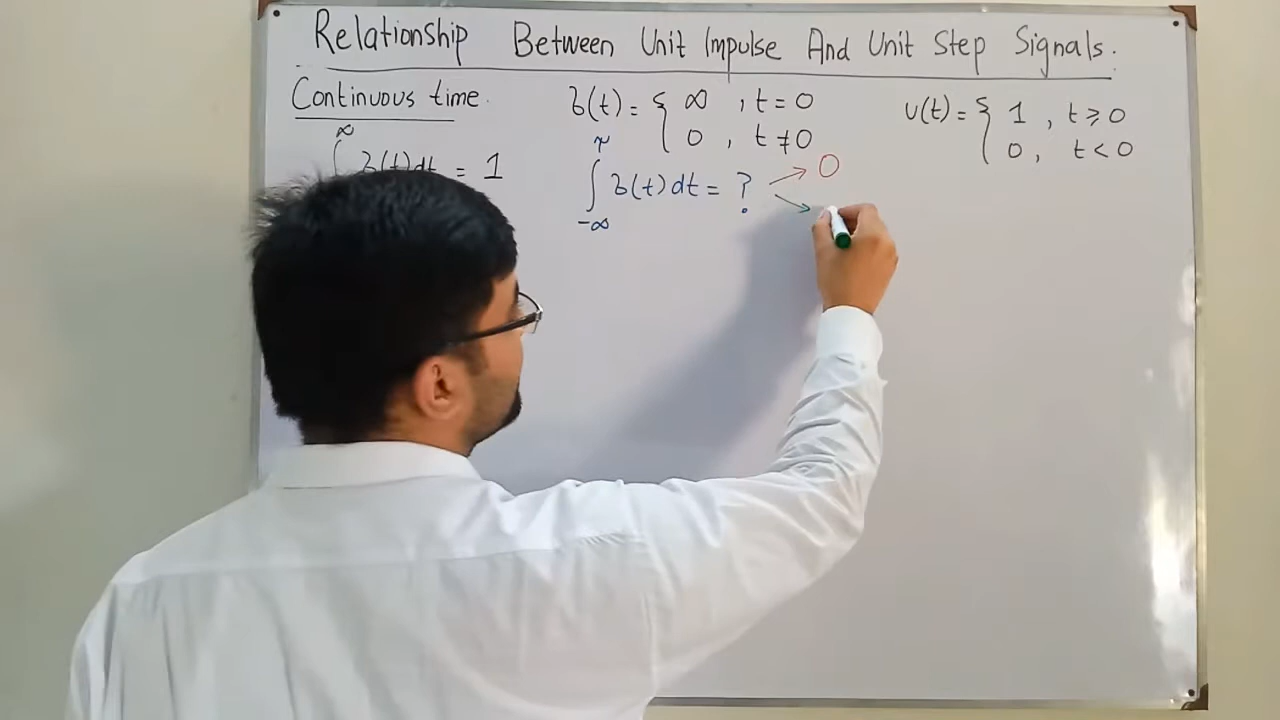 Relationship Between Unit Impulse And Unit Step Signals.
Continuous time.
δ(t) = { ∞ , t = 0
0 , t ≠ 0
u(t) = { 1 , t ≥ 0
0 , t < 0
∞
∫ δ(t)dt = 1
τ
∫ δ(t) dt = ? 0
-∞